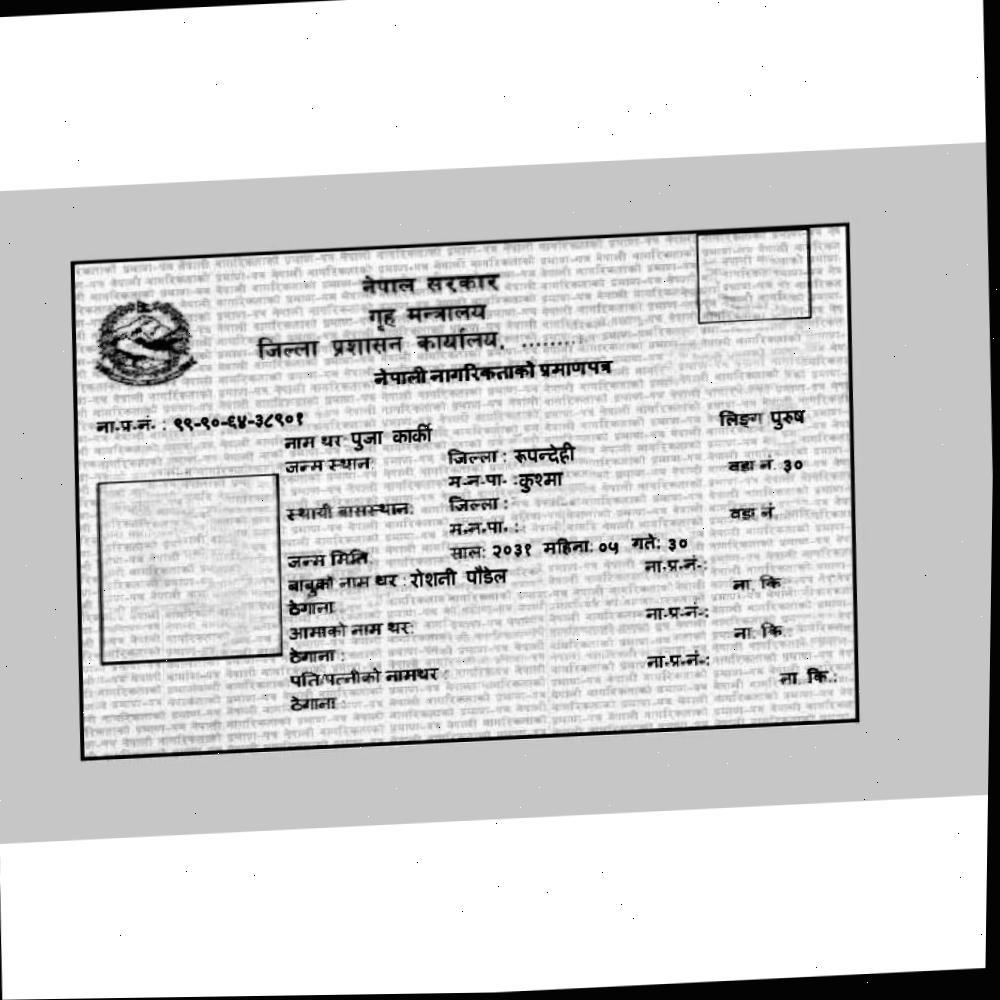 नेपाल सरकार
गृह मन्त्रालय
जिल्ला प्रशासन कार्यालय, ........
नेपाली नागरिकताको प्रमाणपत्र
ना.प्र.नं. : ९९-९०-६४-३८९०१ लिङ्ग पुरुष
नाम थर पुजा कार्की
जन्म स्थान: जिल्ला : रूपन्देही वडा नं. ३०
म.न.पा. :कुश्मा
स्थायी बासस्थान: जिल्ला : वडा नं.
म.न.पा. :
जन्म मिति साल: २०३१ महिना: ०५ गते: ३०
बाबुको नाम थर : रोशनी पौडेल ना.प्र.नं-:
ठेगाना ना. कि.
आमाको नाम थर: ना.प्र.नं-:
ठेगाना : ना. कि.:
पति/पत्नीको नामथर : ना.प्र.नं-:
ठेगाना : ना. कि.: